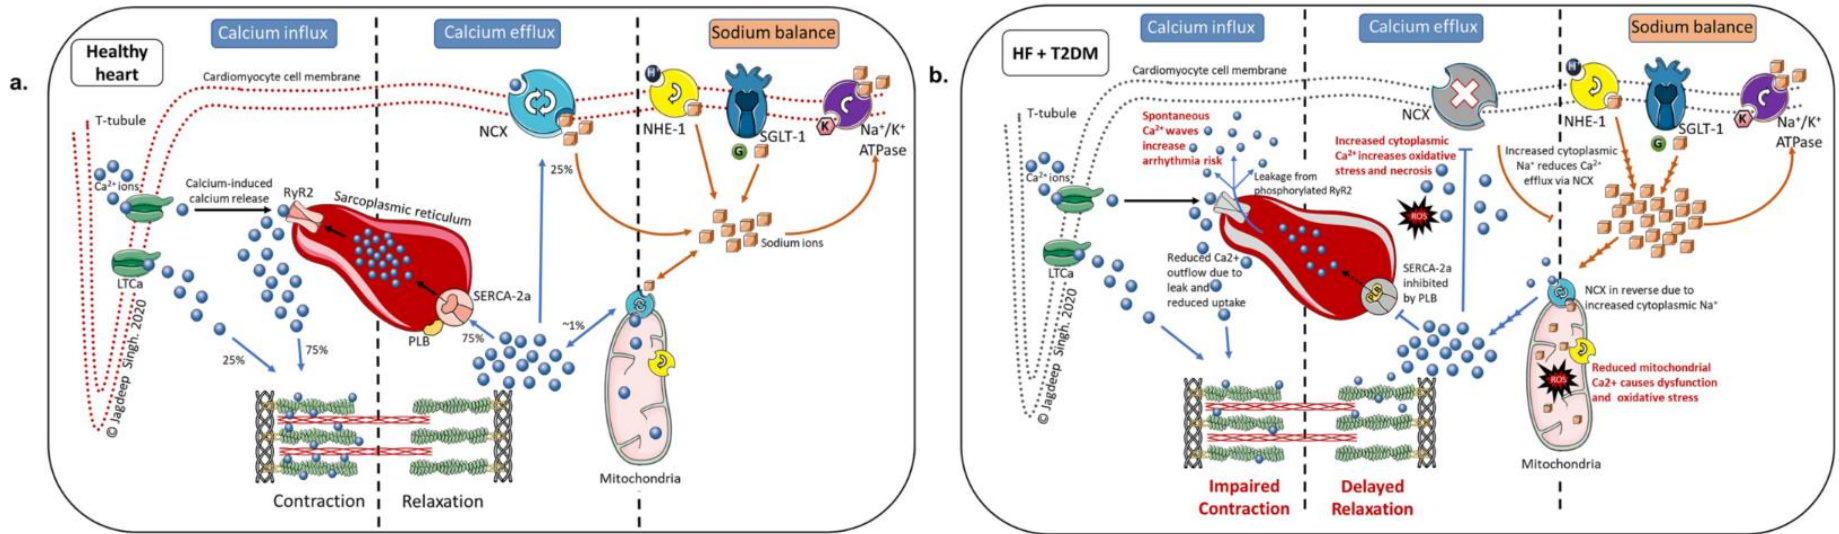 a.
Healthy
heart
Calcium influx
Calcium efflux
Sodium balance
Cardiomyocyte cell membrane
T-tubule
Ca²⁺ ions
LTCa
Calcium-induced
calcium release
RyR2
Sarcoplasmic reticulum
NCX
H⁺
NHE-1
SGLT-1
G
K
Na⁺/K⁺
ATPase
25%
Sodium ions
SERCA-2a
PLB
75%
~1%
25%
75%
© Jagdeep Singh. 2020
Contraction
Relaxation
Mitochondria
b.
HF + T2DM
Calcium influx
Calcium efflux
Sodium balance
Cardiomyocyte cell membrane
T-tubule
Ca²⁺ ions
LTCa
Spontaneous
Ca²⁺ waves
increase
arrhythmia risk
Leakage from
phosphorylated RyR2
Increased cytoplasmic
Ca²⁺ increases oxidative
stress and necrosis
NCX
H⁺
NHE-1
SGLT-1
G
K
Na⁺/K⁺
ATPase
Increased cytoplasmic
Na⁺ reduces Ca²⁺
efflux via NCX
ROS
Reduced Ca2+
outflow due to
leak and
reduced uptake
SERCA-2a
inhibited
by PLB
PLB
NCX in reverse due to
increased cytoplasmic Na⁺
ROS
Reduced mitochondrial
Ca2+ causes dysfunction
and oxidative stress
© Jagdeep Singh. 2020
Mitochondria
Impaired
Contraction
Delayed
Relaxation